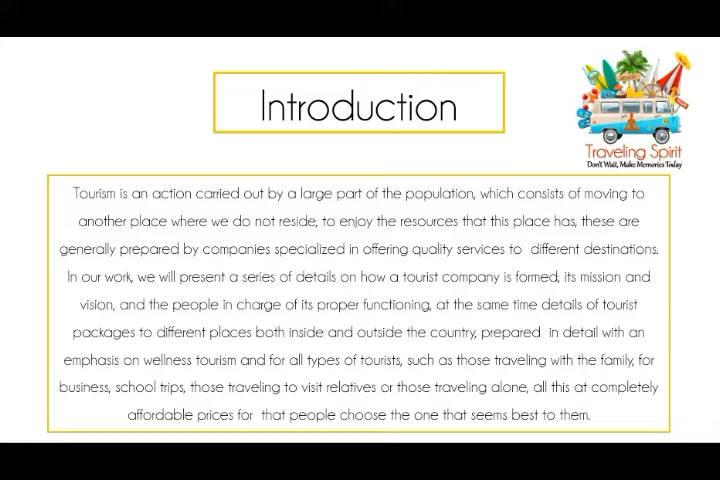 Introduction
Traveling Spirit
Don't Wait, Make Memories Today
Tourism is an action carried out by a large part of the population, which consists of moving to
another place where we do not reside, to enjoy the resources that this place has, these are
generally prepared by companies specialized in offering quality services to different destinations.
In our work, we will present a series of details on how a tourist company is formed, its mission and
vision, and the people in charge of its proper functioning, at the same time details of tourist
packages to different places both inside and outside the country, prepared in detail with an
emphasis on wellness tourism and for all types of tourists, such as those traveling with the family, for
business, school trips, those traveling to visit relatives or those traveling alone, all this at completely
affordable prices for that people choose the one that seems best to them.